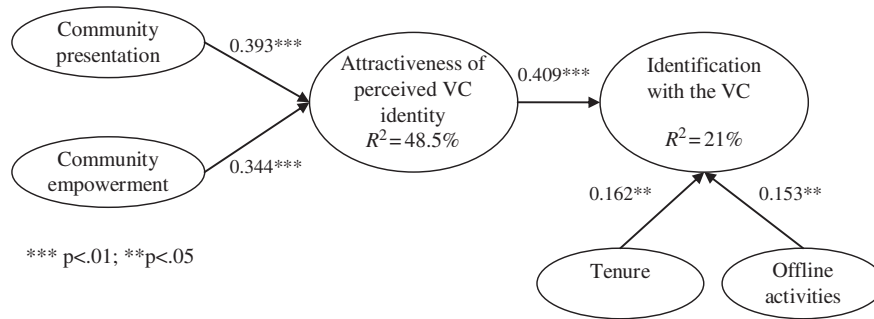 Community
presentation
0.393***
Attractiveness of
perceived VC
identity
R² = 48.5%
0.409***
Identification
with the VC
R² = 21%
Community
empowerment
0.344***
0.162**
0.153**
*** p<.01; **p<.05
Tenure
Offline
activities